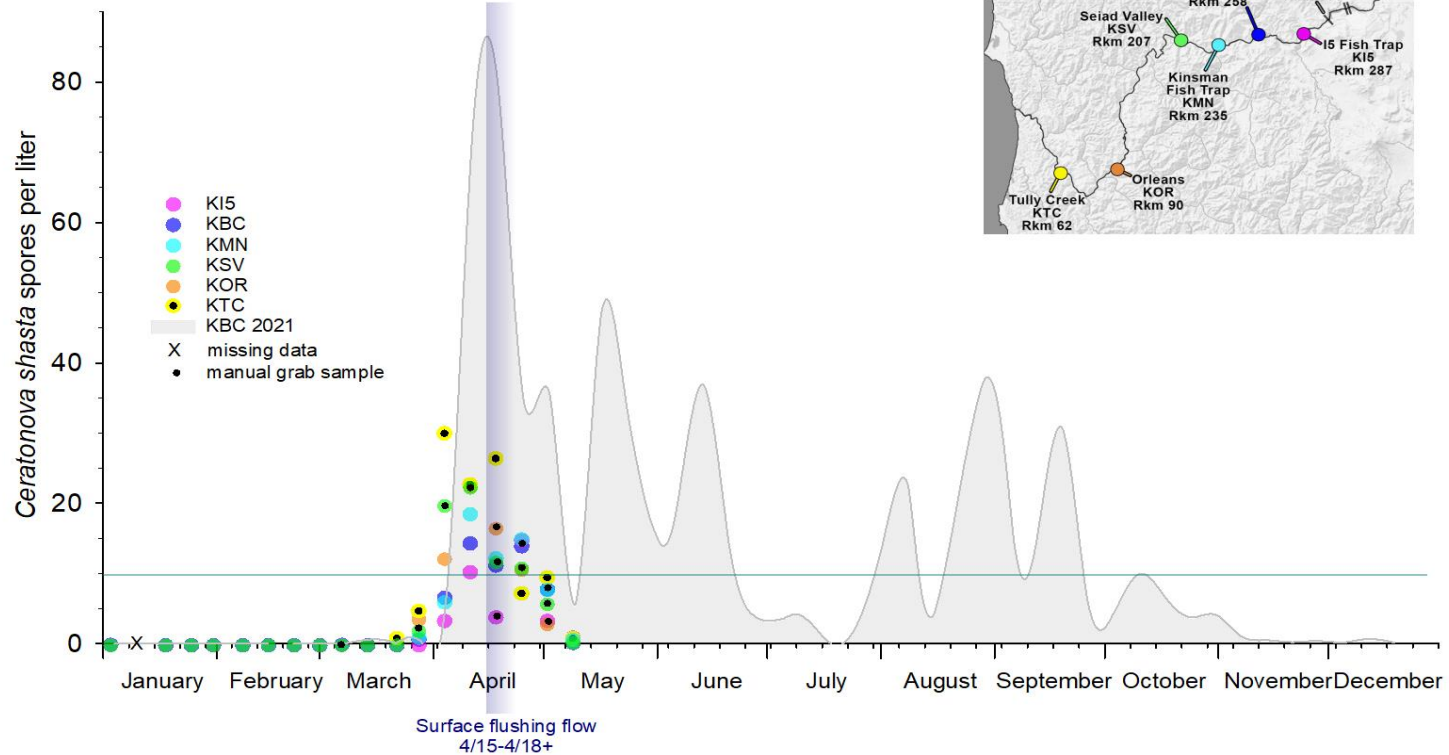 Ceratonova shasta spores per liter
80
60
40
20
0
KI5
KBC
KMN
KSV
KOR
KTC
KBC 2021
X missing data
manual grab sample
X
January February March April May June July August September October November December
Surface flushing flow
4/15-4/18+
Rkm 258
Seiad Valley
KSV
Rkm 207
I5 Fish Trap
KI5
Rkm 287
Kinsman
Fish Trap
KMN
Rkm 235
Orleans
KOR
Rkm 90
Tully Creek
KTC
Rkm 62